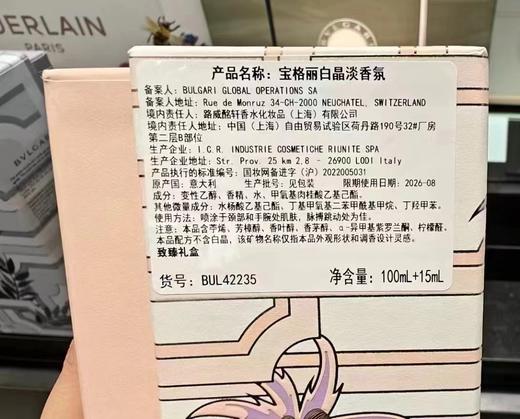 DERLAIN
PARIS
BVLGARI
产品名称：宝格丽白晶淡香氛
备案人：BULGARI GLOBAL OPERATIONS SA
备案人地址：Rue de Monruz 34-CH-2000 NEUCHATEL, SWITZERLAND
境内责任人：路威酩轩香水化妆品（上海）有限公司
境内责任人地址：中国（上海）自由贸易试验区荷丹路190号32#厂房
第二层B部位
生产企业：I.C.R. INDUSTRIE COSMETICHE RIUNITE SPA
生产企业地址：Str. Prov. 25 km 2.8 - 26900 LODI Italy
产品执行的标准编号：国妆网备进字（沪）2022005031
原产国：意大利 生产批号：见包装 限期使用日期：2026-08
成分：变性乙醇、香精、水、甲氧基肉桂酸乙基己酯。
其他微量成分：水杨酸乙基己酯、丁基甲氧基二苯甲酰基甲烷、丁羟甲苯。
使用方法：喷涂于颈部和手腕处肌肤，脉搏跳动处为佳。
注意：本品含苧烯、芳樟醇、香叶醇、香茅醇、α-异甲基紫罗兰酮、柠檬醛。
本品配方不含白晶，该矿物名称仅指本品外观形状和调香设计灵感。
致臻礼盒
货号：BUL42235 净含量：100mL+15mL